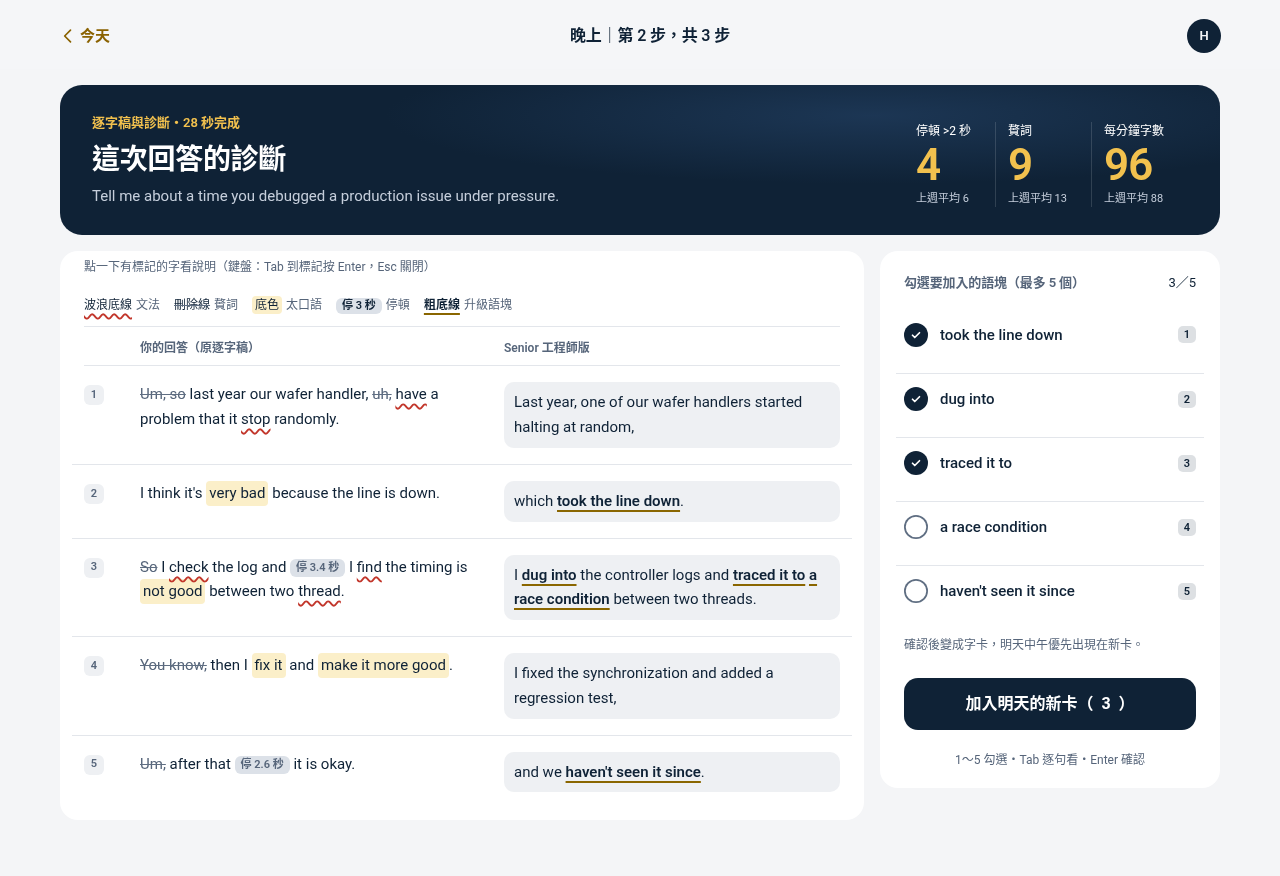 今天
晚上｜第 2 步，共 3 步
H
逐字稿與診斷・28 秒完成
這次回答的診斷
Tell me about a time you debugged a production issue under pressure.
停頓 >2 秒
4
上週平均 6
贅詞
9
上週平均 13
每分鐘字數
96
上週平均 88
點一下有標記的字看說明（鍵盤：Tab 到標記按 Enter，Esc 關閉）
波浪底線 文法 刪除線 贅詞 底色 太口語 停 3 秒 停頓 粗底線 升級語塊
你的回答（原逐字稿）
Senior 工程師版
1
Um, so last year our wafer handler, uh, have a
problem that it stop randomly.
Last year, one of our wafer handlers started
halting at random,
2
I think it's very bad because the line is down.
which took the line down.
3
So I check the log and 停 3.4 秒 I find the timing is
not good between two thread.
I dug into the controller logs and traced it to a
race condition between two threads.
4
You know, then I fix it and make it more good.
I fixed the synchronization and added a
regression test,
5
Um, after that 停 2.6 秒 it is okay.
and we haven't seen it since.
勾選要加入的語塊（最多 5 個）
3／5
took the line down 1
dug into 2
traced it to 3
a race condition 4
haven't seen it since 5
確認後變成字卡，明天中午優先出現在新卡。
加入明天的新卡（ 3 ）
1～5 勾選・Tab 逐句看・Enter 確認